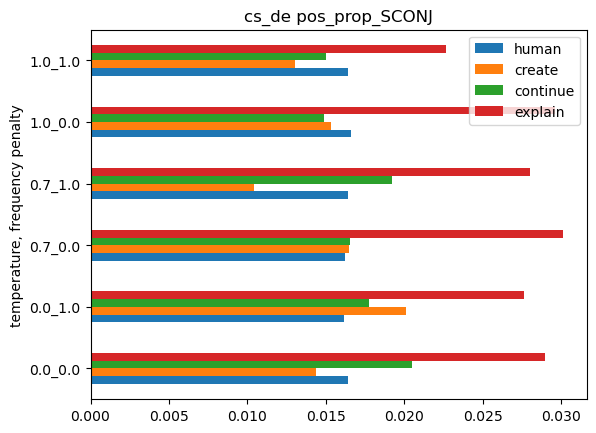 cs_de pos_prop_SCONJ
human
create
continue
explain
temperature, frequency penalty
1.0_1.0
1.0_0.0
0.7_1.0
0.7_0.0
0.0_1.0
0.0_0.0
0.000 0.005 0.010 0.015 0.020 0.025 0.030